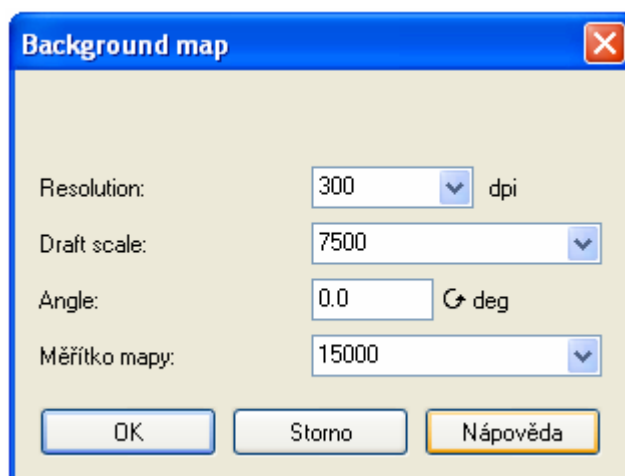 Background map
Resolution: 300 dpi
Draft scale: 7500
Angle: 0.0 deg
Měřítko mapy: 15000
OK Storno Nápověda